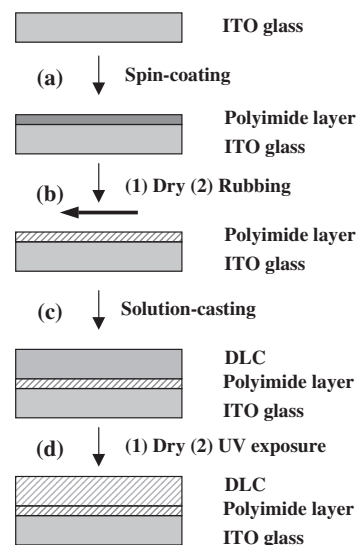 ITO glass
(a) Spin-coating
Polyimide layer
ITO glass
(b) (1) Dry (2) Rubbing
Polyimide layer
ITO glass
(c) Solution-casting
DLC
Polyimide layer
ITO glass
(d) (1) Dry (2) UV exposure
DLC
Polyimide layer
ITO glass